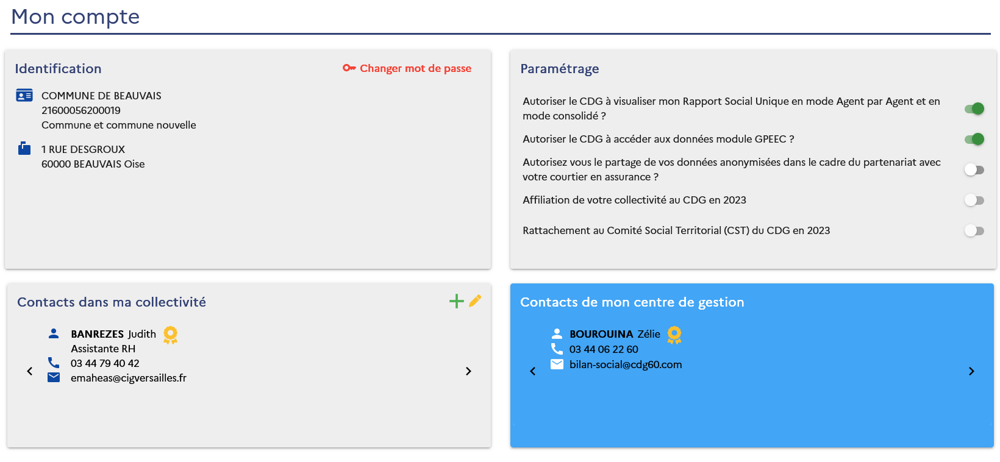 Mon compte
Identification
Changer mot de passe
COMMUNE DE BEAUVAIS
21600056200019
Commune et commune nouvelle
1 RUE DESGROUX
60000 BEAUVAIS Oise
Paramétrage
Autoriser le CDG à visualiser mon Rapport Social Unique en mode Agent par Agent et en
mode consolidé ?
Autoriser le CDG à accéder aux données module GPEEC ?
Autorisez vous le partage de vos données anonymisées dans le cadre du partenariat avec
votre courtier en assurance ?
Affiliation de votre collectivité au CDG en 2023
Rattachement au Comité Social Territorial (CST) du CDG en 2023
Contacts dans ma collectivité
BANREZES Judith
Assistante RH
03 44 79 40 42
emaheas@cigversailles.fr
Contacts de mon centre de gestion
BOUROUINA Zélie
03 44 06 22 60
bilan-social@cdg60.com